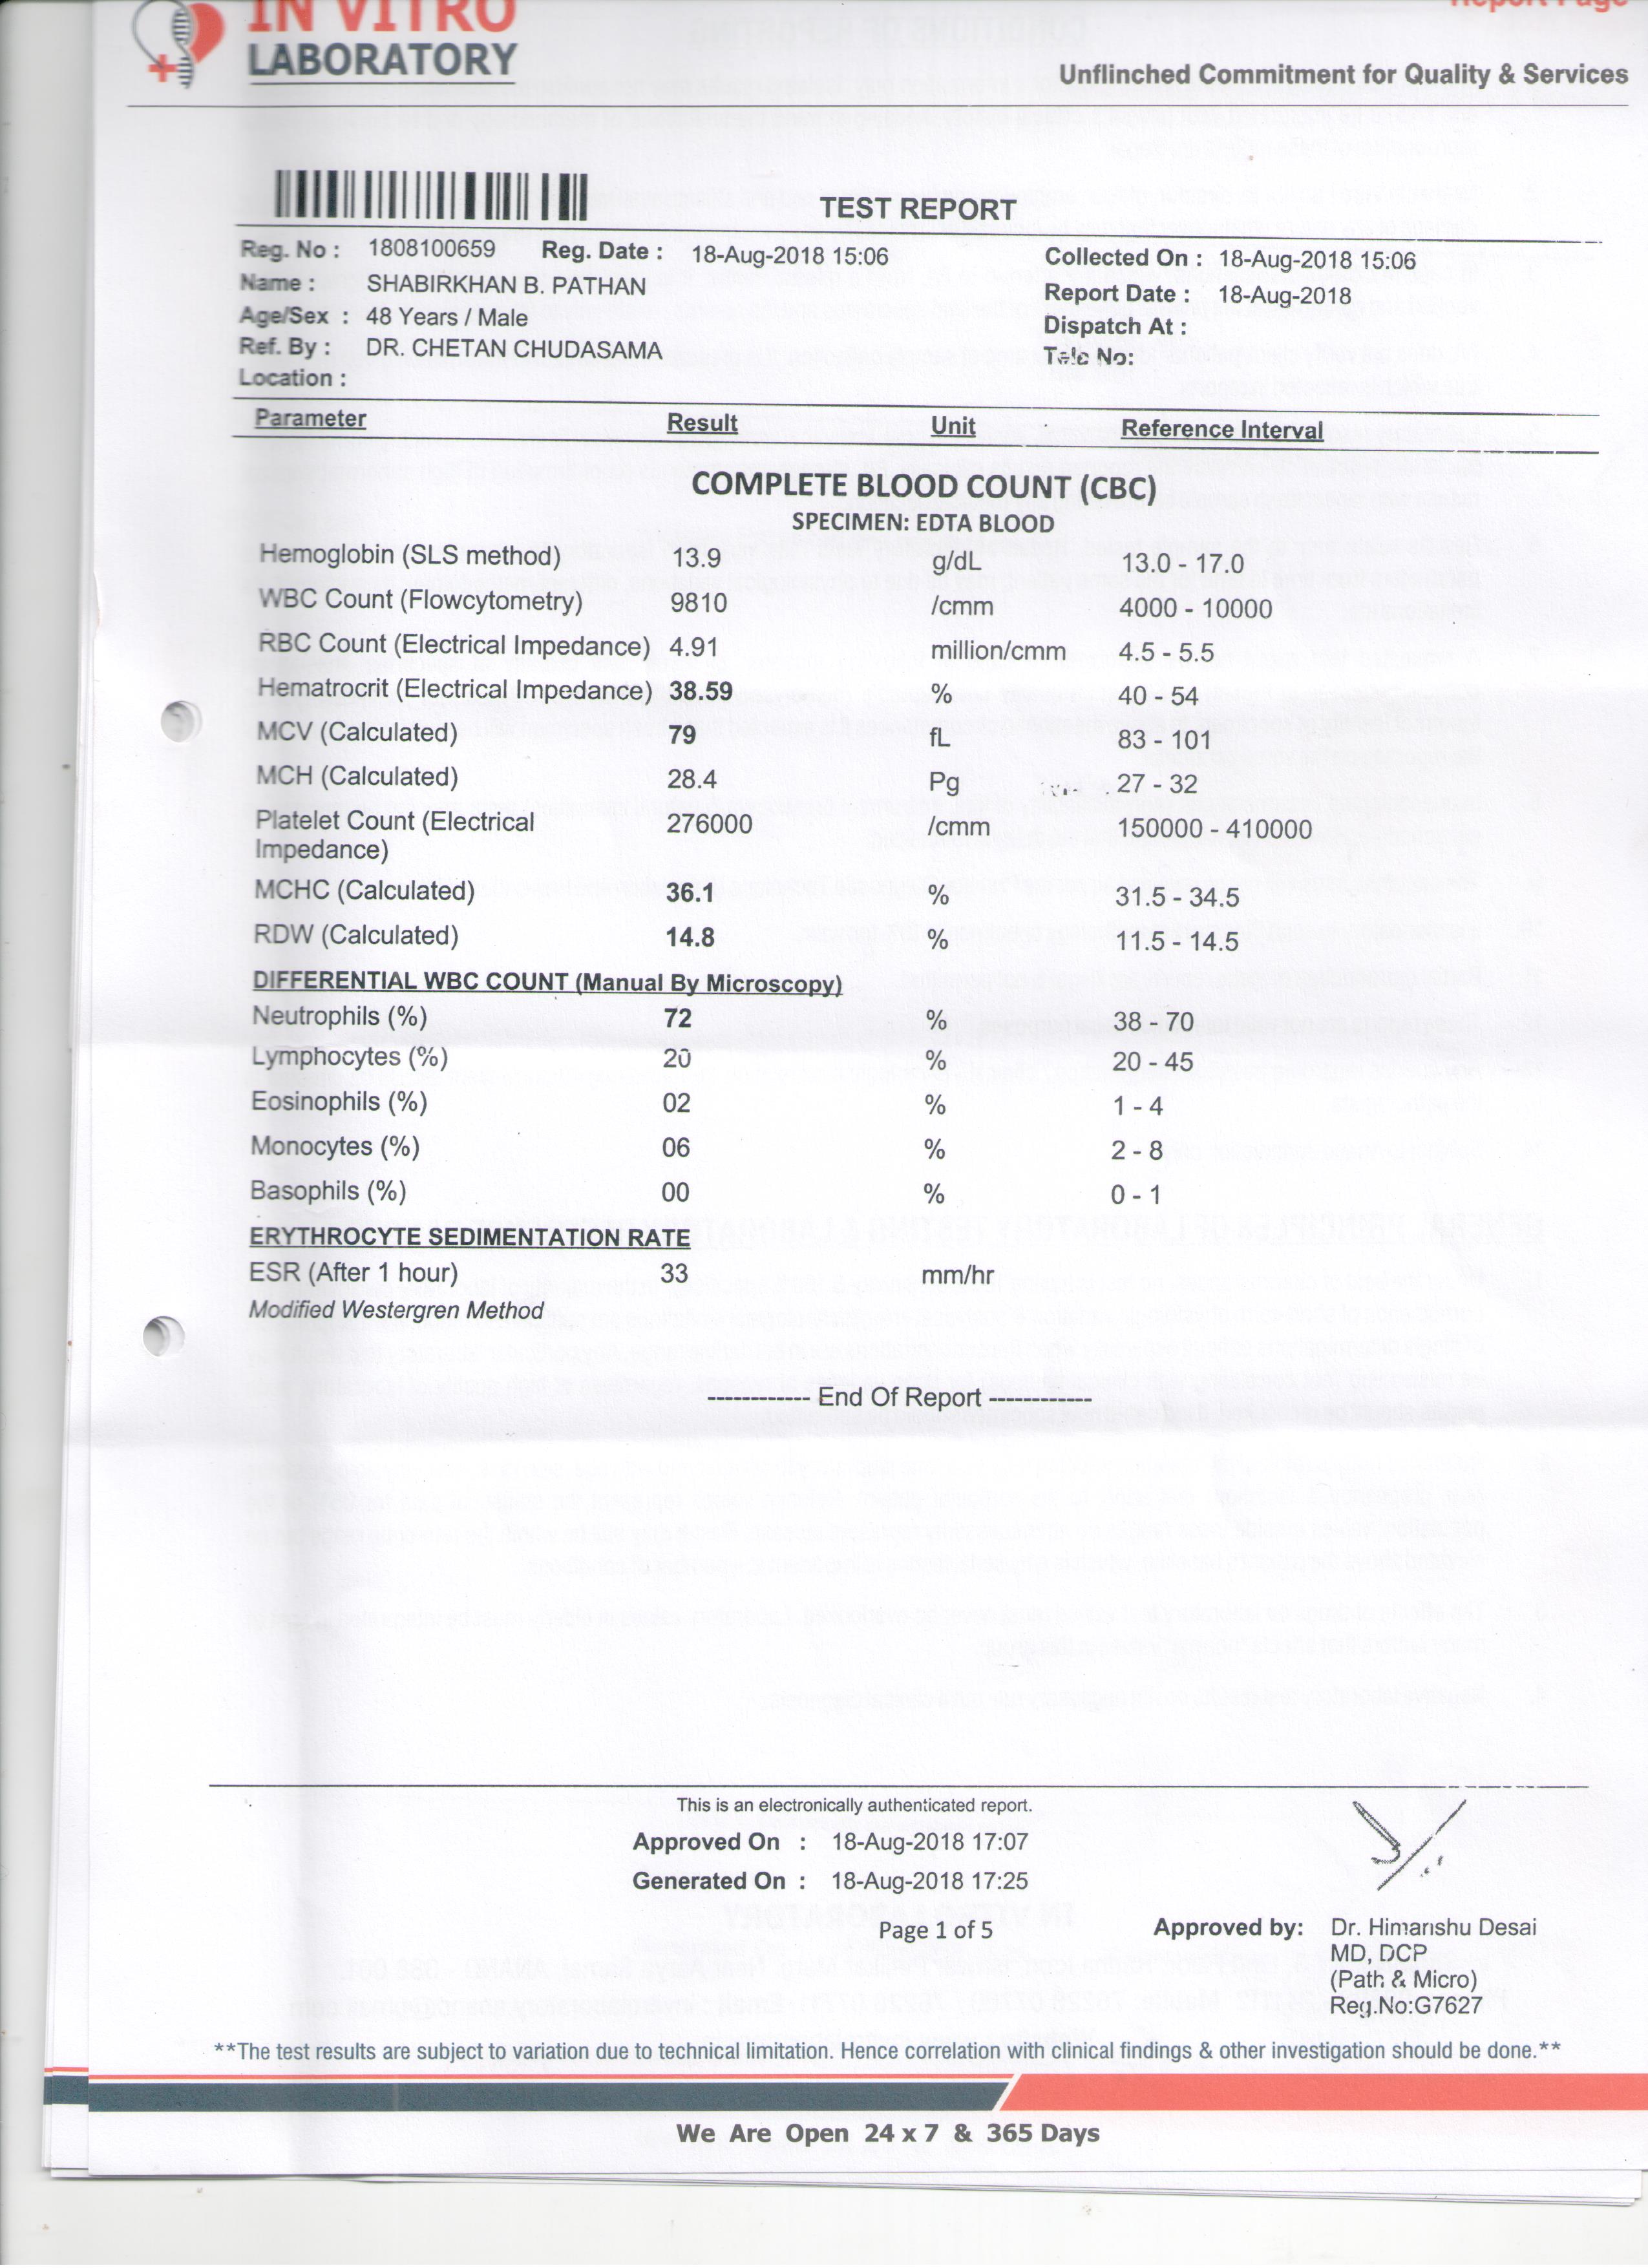 IN VITRO
LABORATORY
Report Page
Unflinched Commitment for Quality & Services
TEST REPORT
Reg. No : 1808100659 Reg. Date : 18-Aug-2018 15:06 Collected On : 18-Aug-2018 15:06
Name : SHABIRKHAN B. PATHAN Report Date : 18-Aug-2018
Age/Sex : 48 Years / Male Dispatch At :
Ref. By : DR. CHETAN CHUDASAMA No:
Location :
Parameter Result Unit Reference Interval
COMPLETE BLOOD COUNT (CBC)
SPECIMEN: EDTA BLOOD
Hemoglobin (SLS method) 13.9 g/dL 13.0 - 17.0
WBC Count (Flowcytometry) 9810 /cmm 4000 - 10000
RBC Count (Electrical Impedance) 4.91 million/cmm 4.5 - 5.5
Hematrocrit (Electrical Impedance) 38.59 % 40 - 54
MCV (Calculated) 79 fL 83 - 101
MCH (Calculated) 28.4 Pg 27 - 32
Platelet Count (Electrical 276000 /cmm 150000 - 410000
Impedance)
MCHC (Calculated) 36.1 % 31.5 - 34.5
RDW (Calculated) 14.8 % 11.5 - 14.5
DIFFERENTIAL WBC COUNT (Manual By Microscopy)
Neutrophils (%) 72 % 38 - 70
Lymphocytes (%) 20 % 20 - 45
Eosinophils (%) 02 % 1 - 4
Monocytes (%) 06 % 2 - 8
Basophils (%) 00 % 0 - 1
ERYTHROCYTE SEDIMENTATION RATE
ESR (After 1 hour) 33 mm/hr
Modified Westergren Method
------------ End Of Report ------------
This is an electronically authenticated report.
Approved On : 18-Aug-2018 17:07
Generated On : 18-Aug-2018 17:25
Page 1 of 5
Approved by: Dr. Himanshu Desai
MD, DCP
(Path & Micro)
Reg.No:G7627
**The test results are subject to variation due to technical limitation. Hence correlation with clinical findings & other investigation should be done.**
We Are Open 24 x 7 & 365 Days